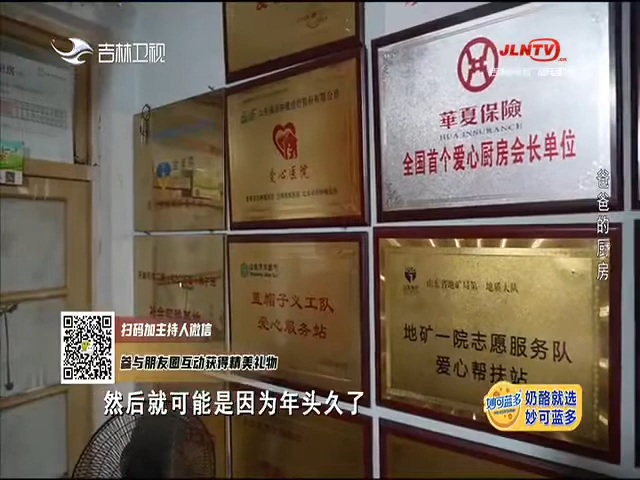 吉林卫视
JLNTV
華夏保險
HUA INSURANCE
全国首个爱心厨房会长单位
爱心医院
爸爸的厨房
蓝帽子义工队
爱心服务站
山东省地矿局第一地质大队
地矿一院志愿服务队
爱心帮扶站
扫码加主持人微信
参与朋友圈互动获得精美礼物
然后就可能是因为年头久了
妙可蓝多
奶酪就选
妙可蓝多